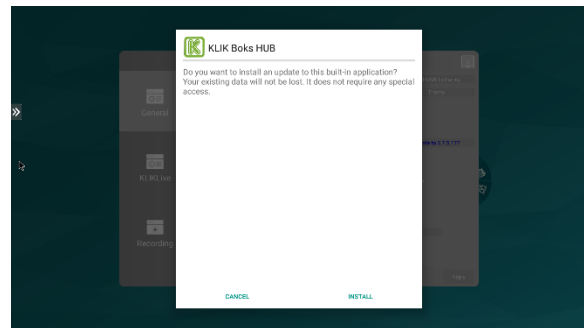 KLIK Boks HUB
Do you want to install an update to this built-in application?
Your existing data will not be lost. It does not require any special
access.
General
KLIKLive
Recording
CANCEL
INSTALL